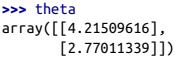 >>> theta
array([[4.21509616],
       [2.77011339]])